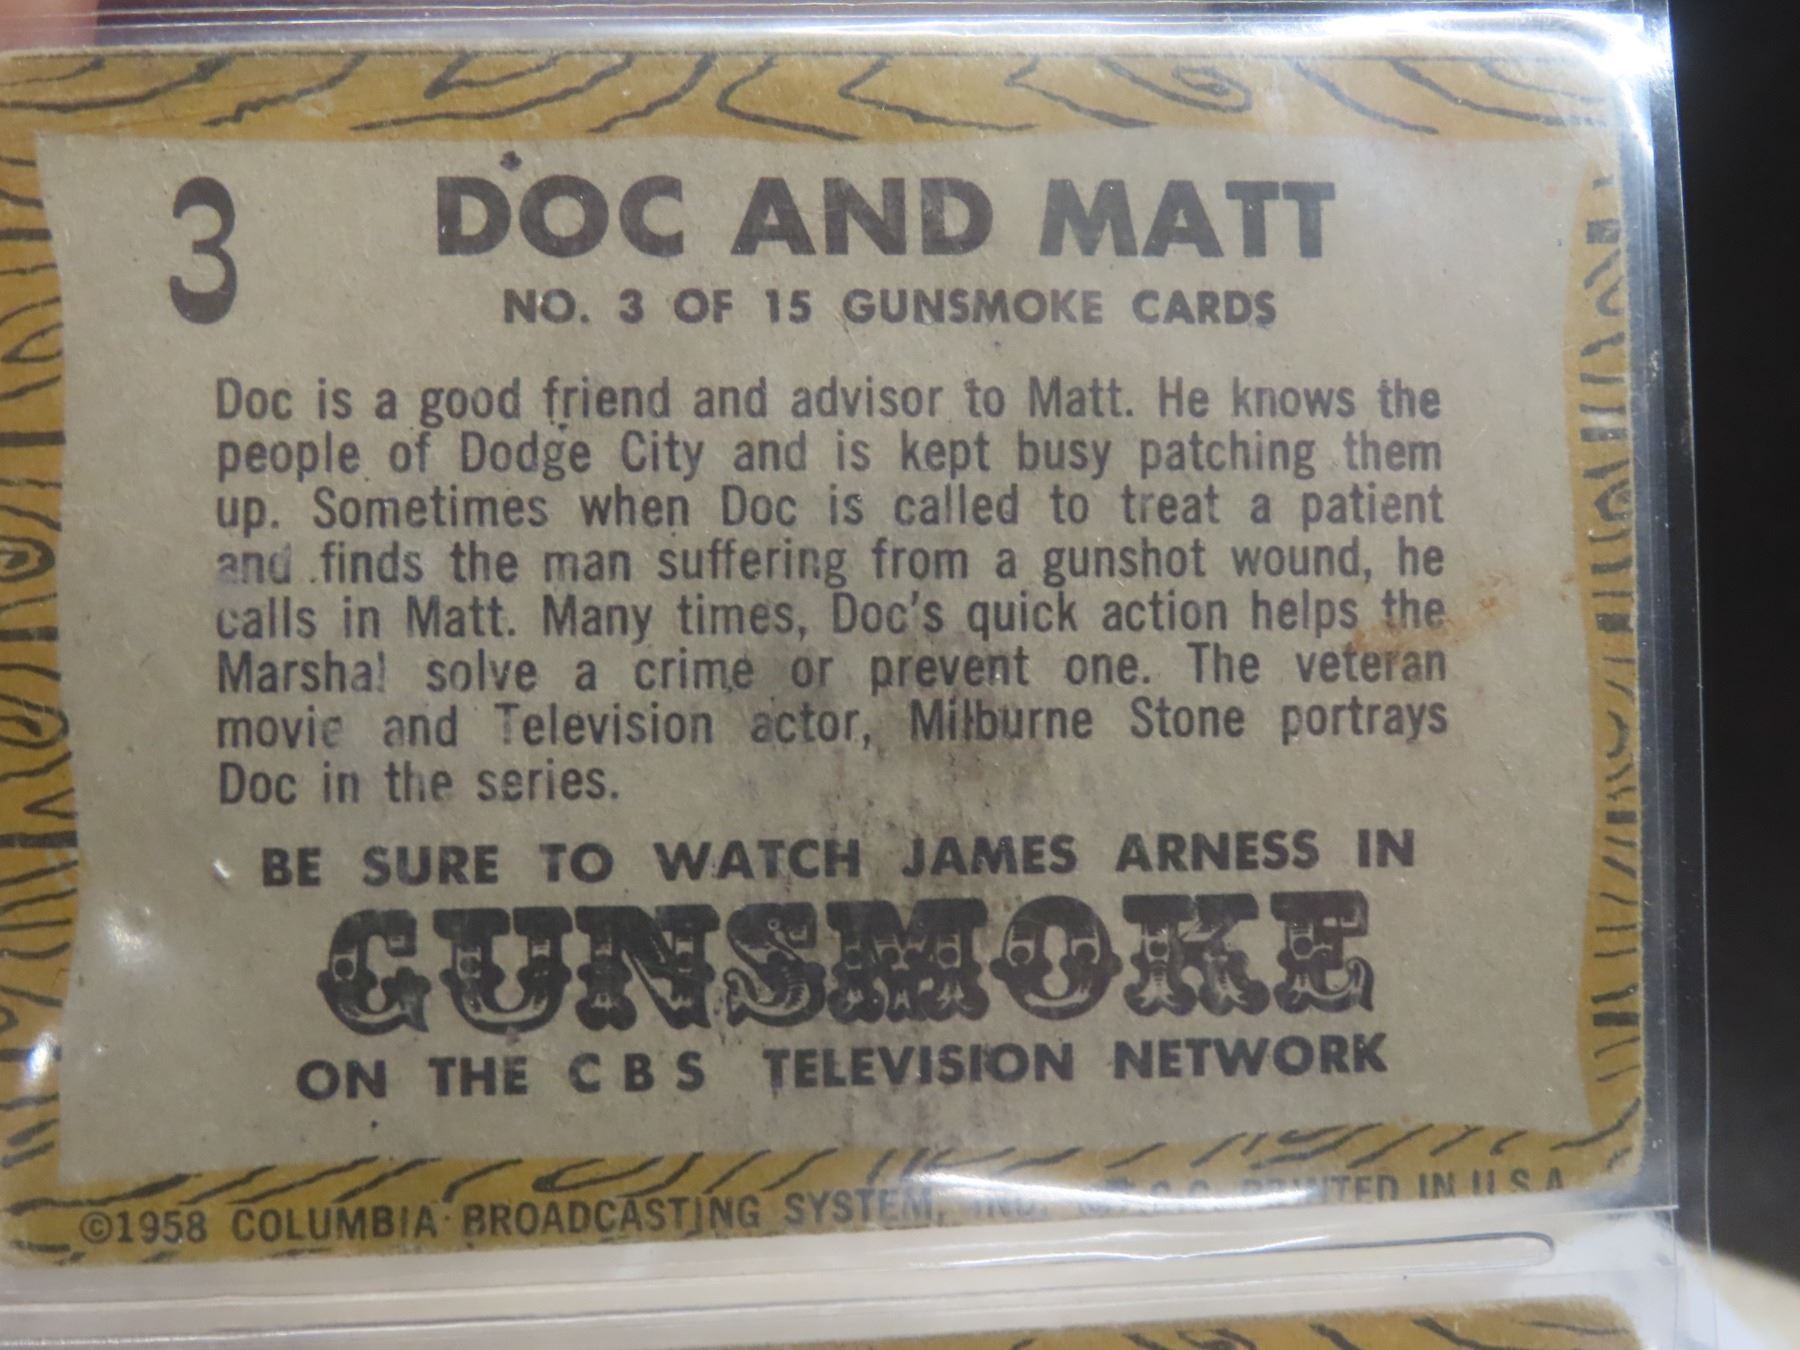 3
DOC AND MATT
NO. 3 OF 15 GUNSMOKE CARDS
Doc is a good friend and advisor to Matt. He knows the
people of Dodge City and is kept busy patching them
up. Sometimes when Doc is called to treat a patient
and finds the man suffering from a gunshot wound, he
calls in Matt. Many times, Doc's quick action helps the
Marshal solve a crime or prevent one. The veteran
movie and Television actor, Milburne Stone portrays
Doc in the series.
BE SURE TO WATCH JAMES ARNESS IN
GUNSMOKE
ON THE CBS TELEVISION NETWORK
©1958 COLUMBIA BROADCASTING SYSTEM, INC. PRINTED IN U.S.A.